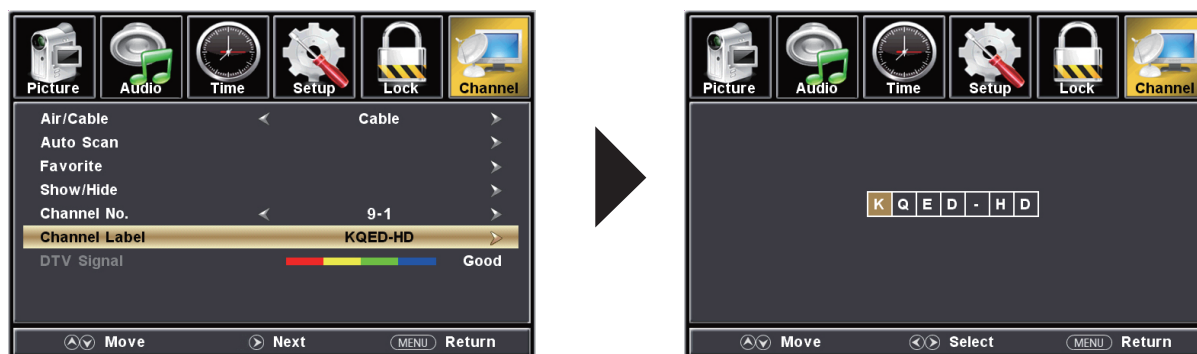 Picture Audio Time Setup Lock Channel
Air/Cable Cable
Auto Scan
Favorite
Show/Hide
Channel No. 9-1
Channel Label KQED-HD
DTV Signal Good
Move Next MENU Return
Picture Audio Time Setup Lock Channel
KQED-HD
Move Select MENU Return